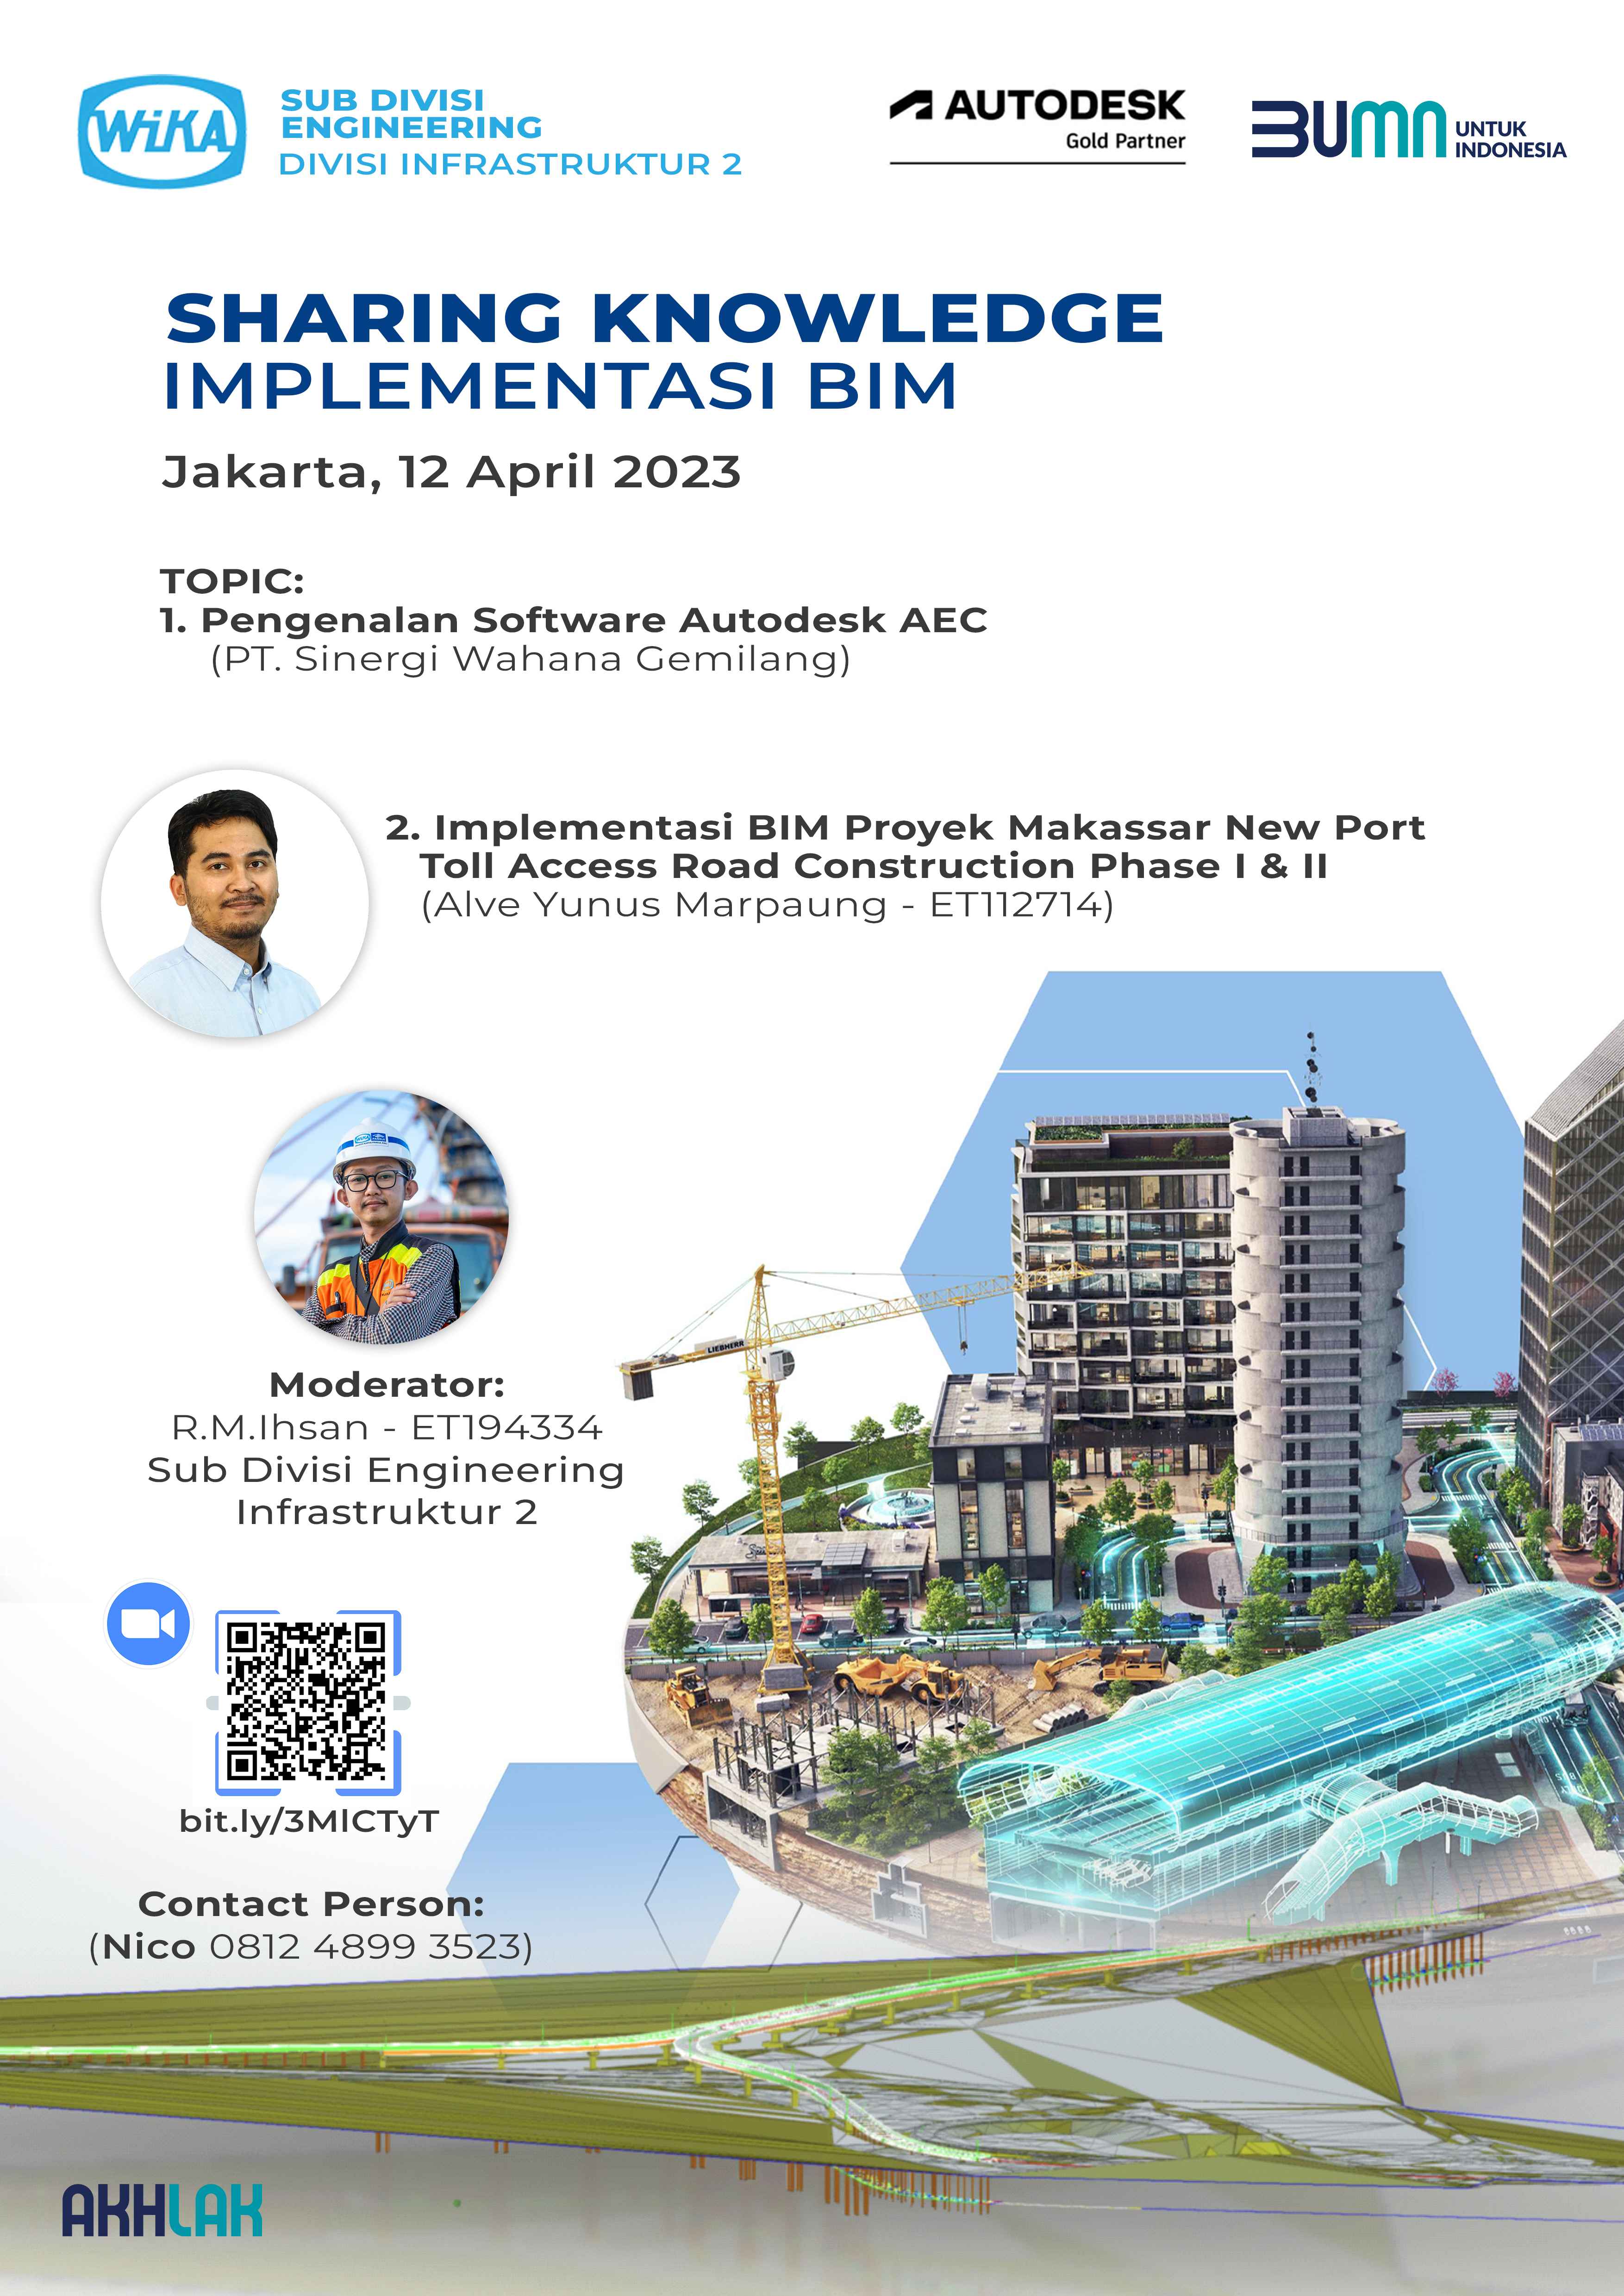 WiKA
SUB DIVISI
ENGINEERING
DIVISI INFRASTRUKTUR 2
AUTODESK
Gold Partner
BUMN
UNTUK
INDONESIA
SHARING KNOWLEDGE
IMPLEMENTASI BIM
Jakarta, 12 April 2023
TOPIC:
1. Pengenalan Software Autodesk AEC
(PT. Sinergi Wahana Gemilang)
2. Implementasi BIM Proyek Makassar New Port
Toll Access Road Construction Phase I & II
(Alve Yunus Marpaung - ET112714)
LIEBHERR
Moderator:
R.M.Ihsan - ET194334
Sub Divisi Engineering
Infrastruktur 2
bit.ly/3MlCTyT
Contact Person:
(Nico 0812 4899 3523)
AKHLAK